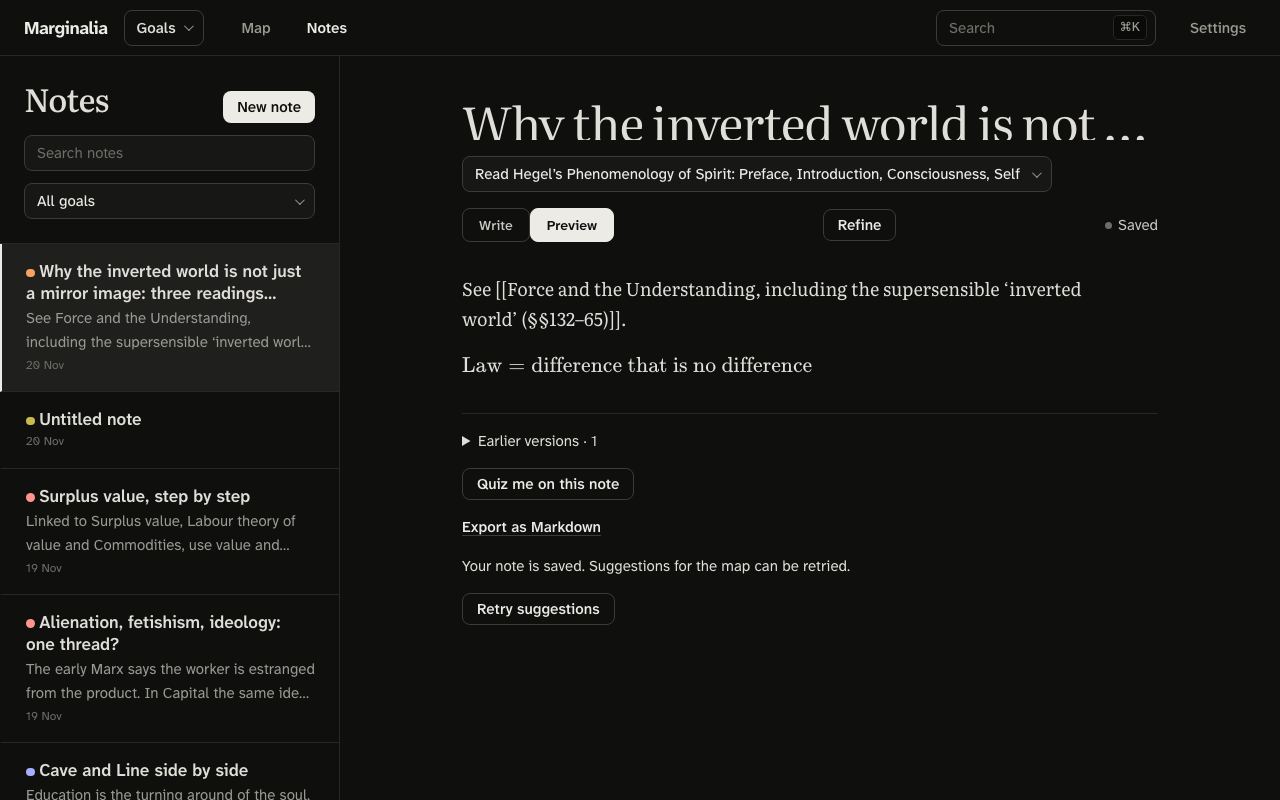 Marginalia
Goals
Map
Notes
Search
⌘K
Settings
Notes
New note
Search notes
All goals
Why the inverted world is not just
a mirror image: three readings…
See Force and the Understanding,
including the supersensible ‘inverted worl…
20 Nov
Untitled note
20 Nov
Surplus value, step by step
Linked to Surplus value, Labour theory of
value and Commodities, use value and…
19 Nov
Alienation, fetishism, ideology:
one thread?
The early Marx says the worker is estranged
from the product. In Capital the same ide…
19 Nov
Cave and Line side by side
Education is the turning around of the soul,
Why the inverted world is not …
Read Hegel’s Phenomenology of Spirit: Preface, Introduction, Consciousness, Self
Write
Preview
Refine
Saved
See [[Force and the Understanding, including the supersensible ‘inverted
world’ (§§132–65)]].
Law = difference that is no difference
Earlier versions · 1
Quiz me on this note
Export as Markdown
Your note is saved. Suggestions for the map can be retried.
Retry suggestions